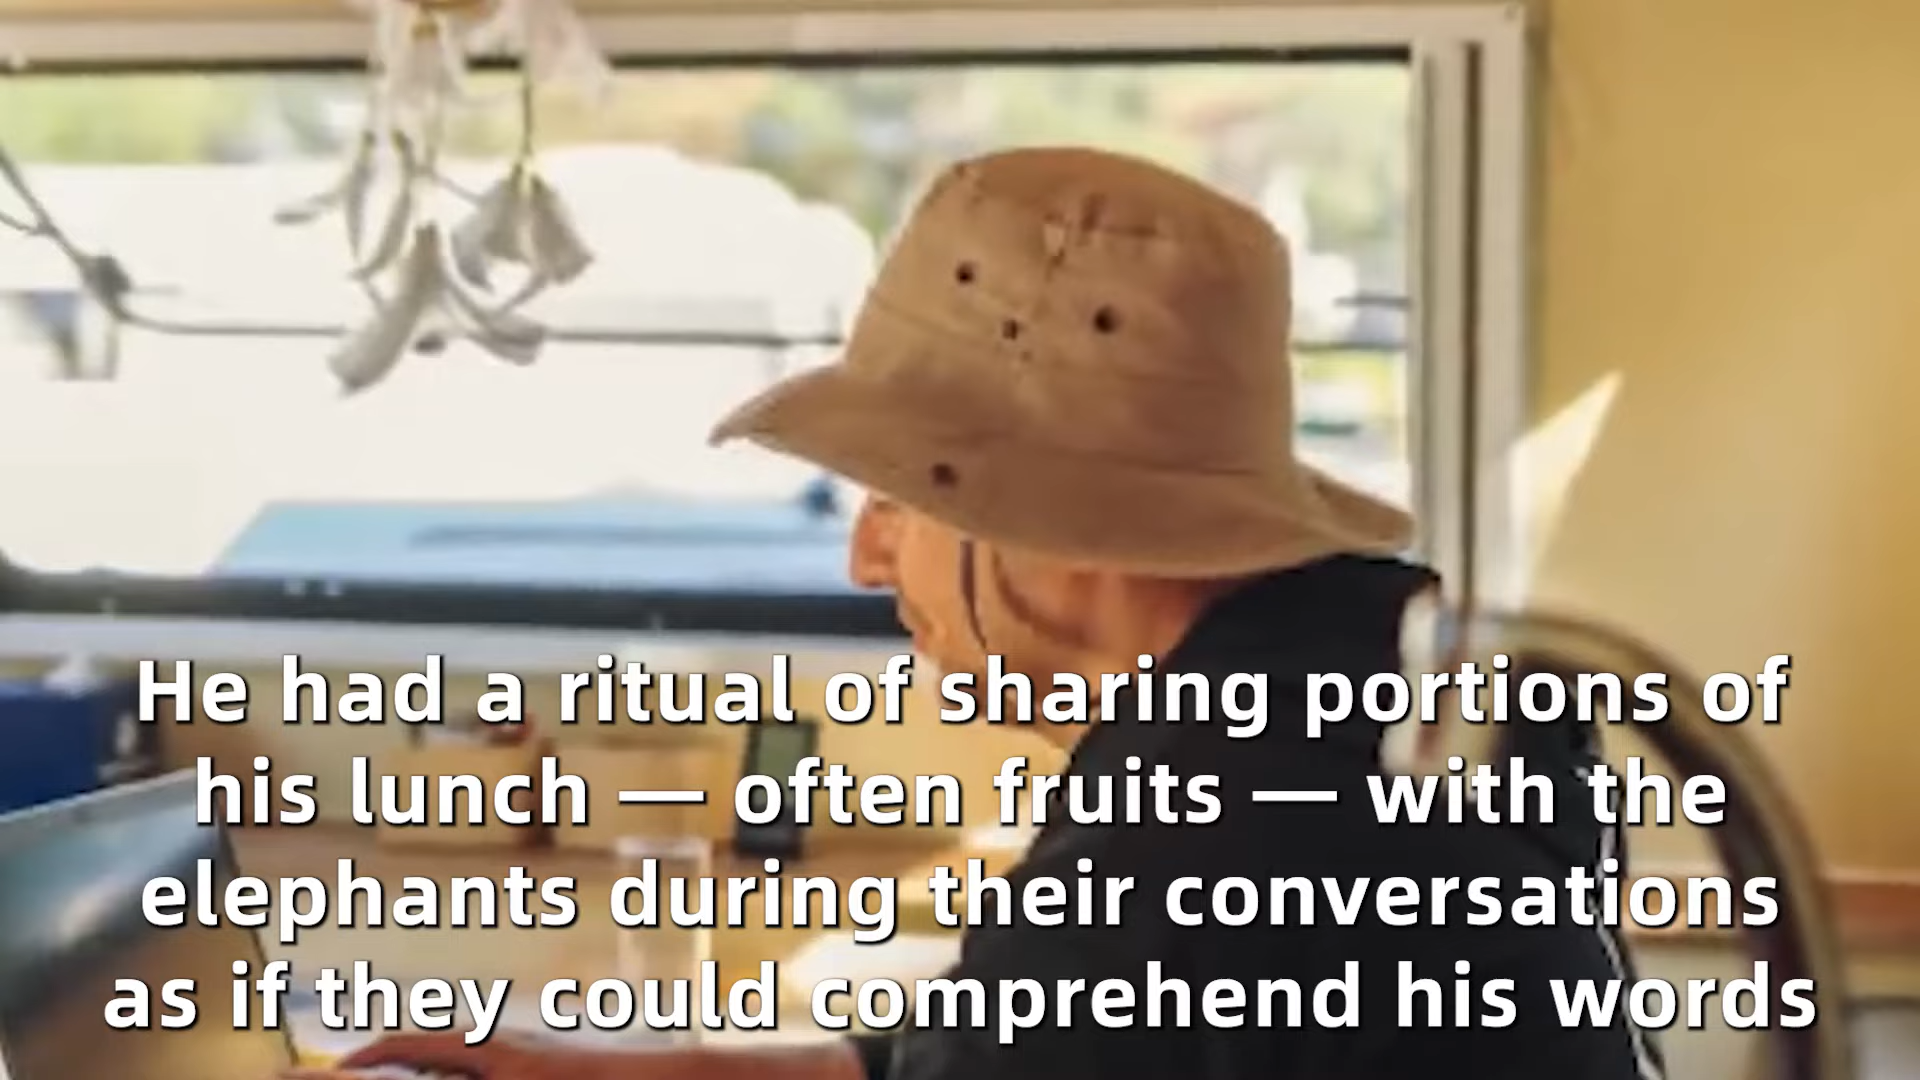 He had a ritual of sharing portions of
his lunch — often fruits — with the
elephants during their conversations
as if they could comprehend his words